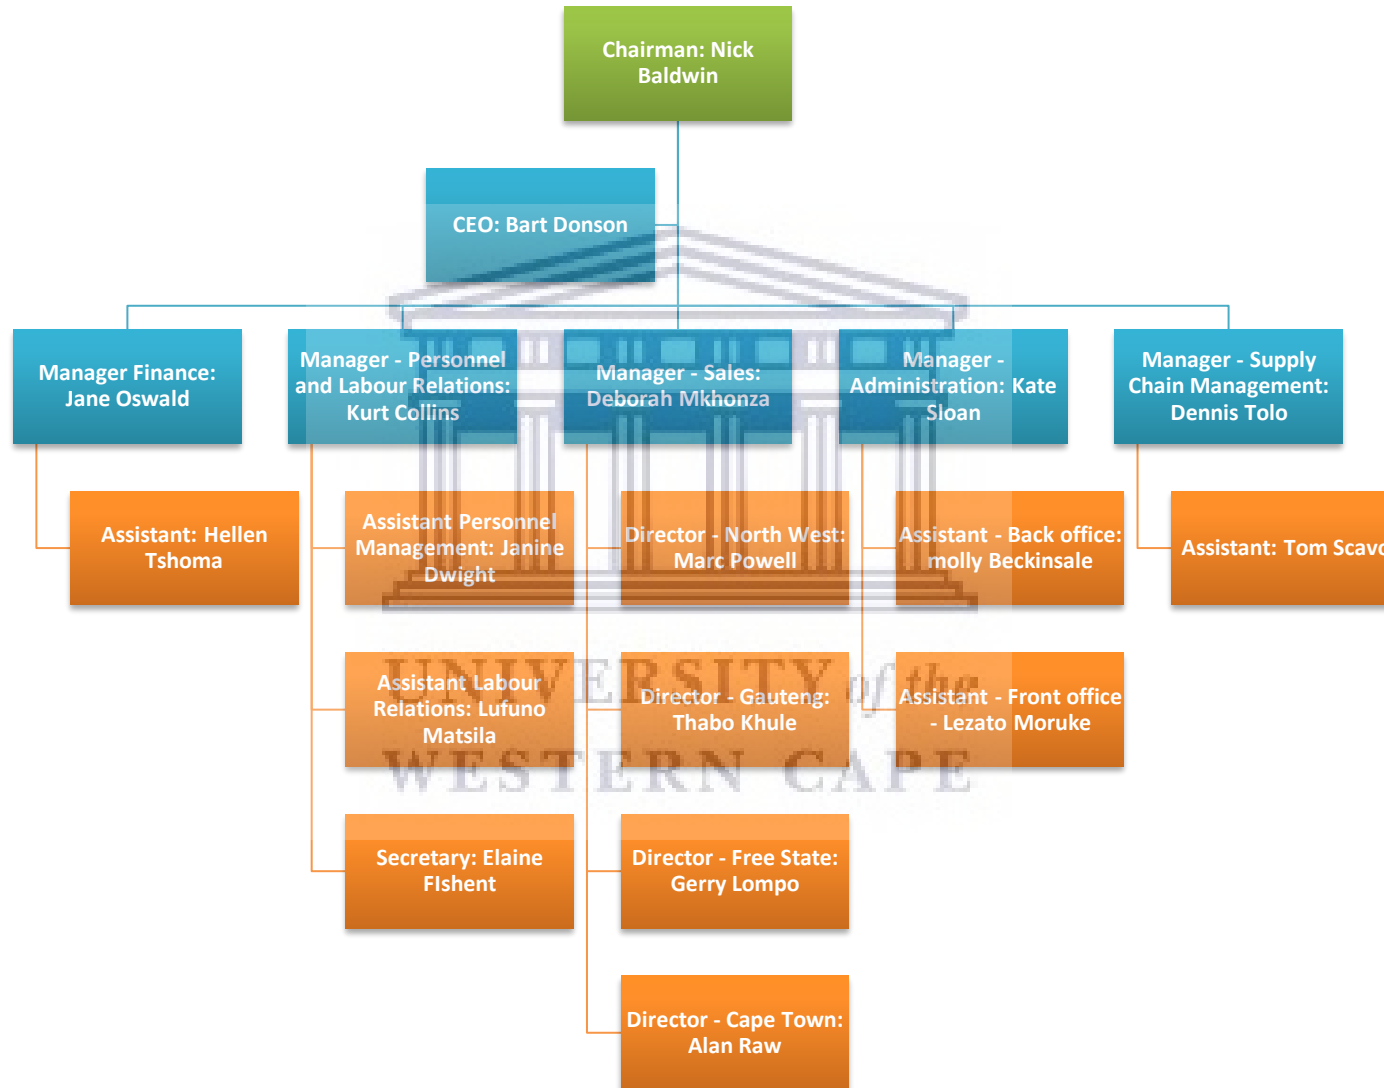 Chairman: Nick
Baldwin
CEO: Bart Donson
Manager Finance:
Jane Oswald
Manager - Personnel
and Labour Relations:
Kurt Collins
Manager - Sales:
Deborah Mkhonza
Manager -
Administration: Kate
Sloan
Manager - Supply
Chain Management:
Dennis Tolo
Assistant: Hellen
Tshoma
Assistant Personnel
Management: Janine
Dwight
Director - North West:
Marc Powell
Assistant - Back office:
molly Beckinsale
Assistant: Tom Scavo
Assistant Labour
Relations: Lufuno
Matsila
Director - Gauteng:
Thabo Khule
Assistant - Front office
- Lezato Moruke
Secretary: Elaine
FIshent
Director - Free State:
Gerry Lompo
Director - Cape Town:
Alan Raw
UNIVERSITY of the
WESTERN CAPE